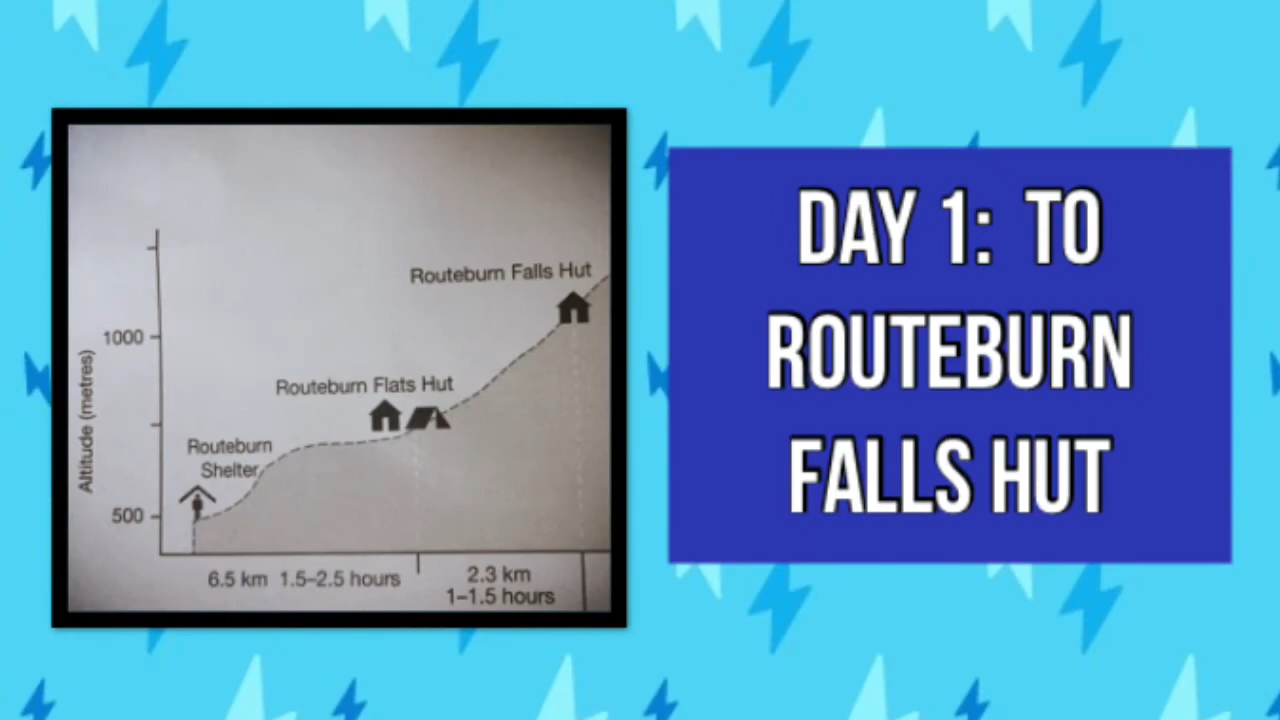 Routeburn Falls Hut
1000
Routeburn Flats Hut
Altitude (metres)
Routeburn
Shelter
500
6.5 km 1.5–2.5 hours
2.3 km
1–1.5 hours
DAY 1: TO
ROUTEBURN
FALLS HUT